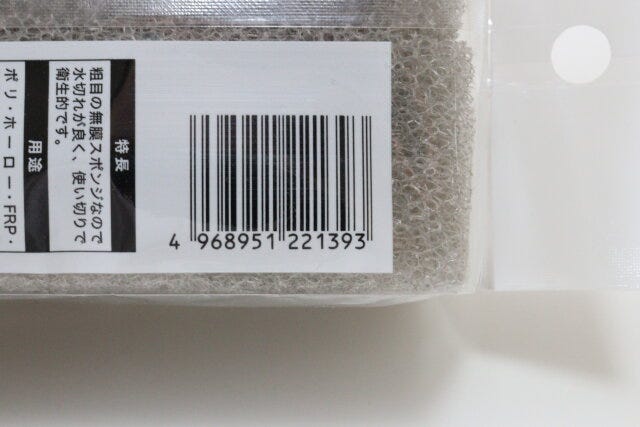 特長
粗目の無膜スポンジなので
水切れが良く、使い切りで
衛生的です。
用途
ポリ・ホーロー・FRP・
4 968951 221393